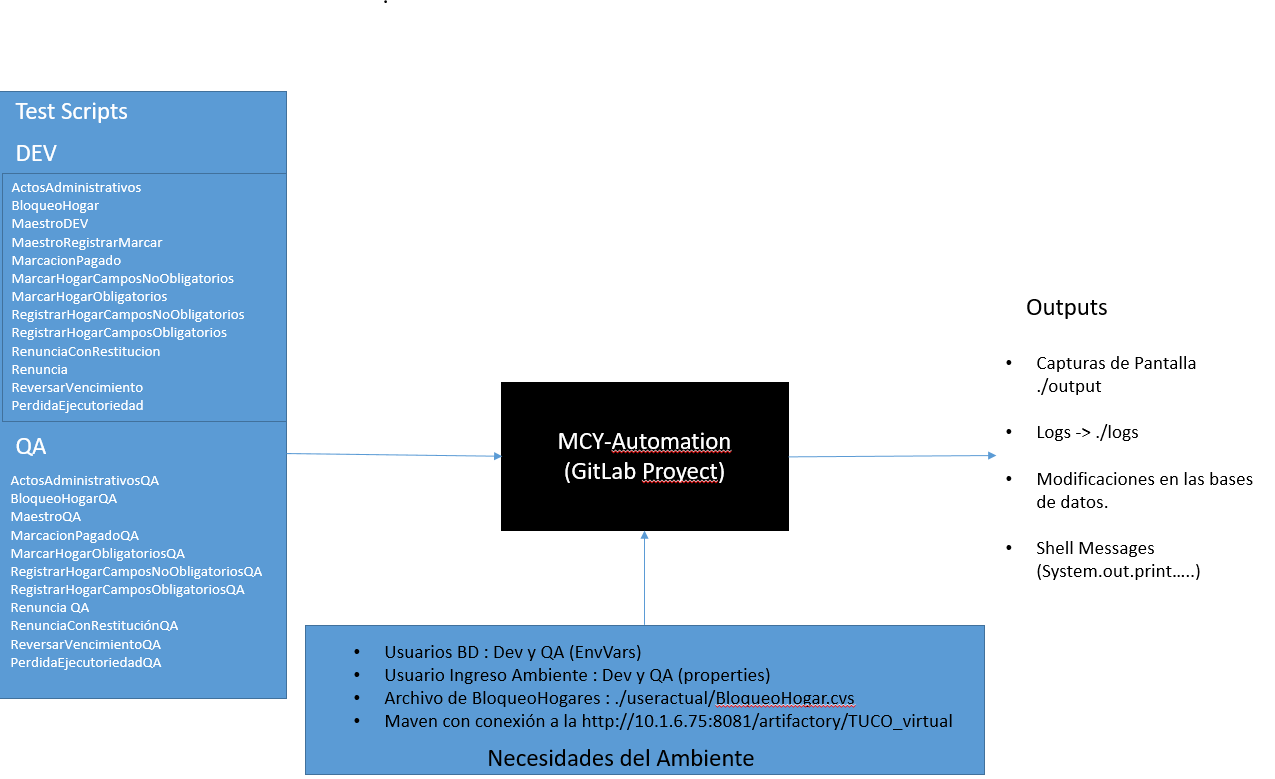 Test Scripts
DEV
ActosAdministrativos
BloqueoHogar
MaestroDEV
MaestroRegistrarMarcar
MarcacionPagado
MarcarHogarCamposNoObligatorios
MarcarHogarObligatorios
RegistrarHogarCamposNoObligatorios
RegistrarHogarCamposObligatorios
RenunciaConRestitucion
Renuncia
ReversarVencimiento
PerdidaEjecutoriedad
QA
ActosAdministrativosQA
BloqueoHogarQA
MaestroQA
MarcacionPagadoQA
MarcarHogarObligatoriosQA
RegistrarHogarCamposNoObligatoriosQA
RegistrarHogarCamposObligatoriosQA
Renuncia QA
RenunciaConRestituciónQA
ReversarVencimientoQA
PerdidaEjecutoriedadQA
MCY-Automation
(GitLab Proyect)
• Usuarios BD : Dev y QA (EnvVars)
• Usuario Ingreso Ambiente : Dev y QA (properties)
• Archivo de BloqueoHogares : ./useractual/BloqueoHogar.cvs
• Maven con conexión a la http://10.1.6.75:8081/artifactory/TUCO_virtual
Necesidades del Ambiente
Outputs
• Capturas de Pantalla
./output
• Logs -> ./logs
• Modificaciones en las bases
de datos.
• Shell Messages
(System.out.print…..)